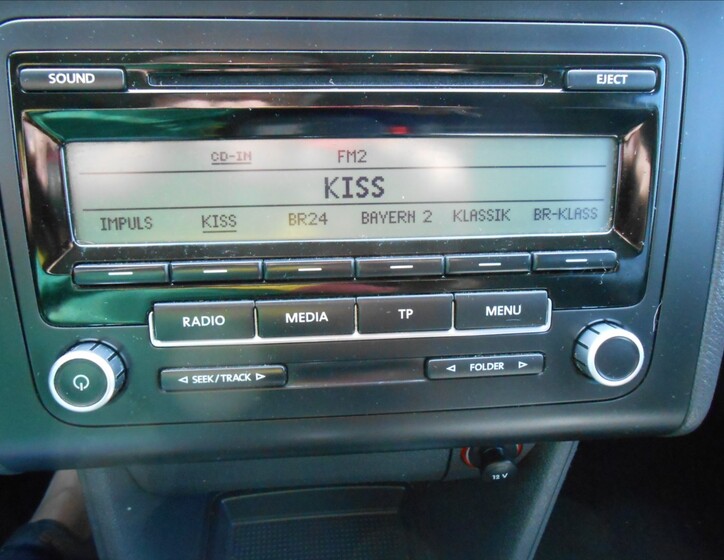 SOUND EJECT
CD-IN FM2
KISS
IMPULS KISS BR24 BAYERN 2 KLASSIK BR-KLASS
RADIO MEDIA TP MENU
SEEK/TRACK FOLDER
12 V